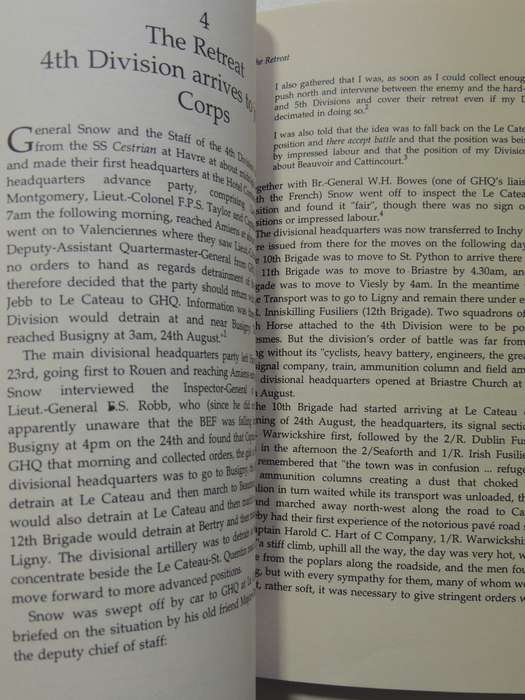 4
The Retreat
4th Division arrives to
Corps
General Snow and the Staff of the 4th Division
from the SS Cestrian at Havre at about
and made their first headquarters at the Hotel
headquarters advance party, comprising
Montgomery, Lieut.-Colonel F.P.S. Taylor and
7am the following morning, reached Amiens at
went on to Valenciennes where they saw Lieut.
Deputy-Assistant Quartermaster-General from
no orders to hand as regards detrainment of
therefore decided that the party should return
Jebb to Le Cateau to GHQ. Information was
Division would detrain at and near Busigny
reached Busigny at 3am, 24th August."1
The main divisional headquarters party left
23rd, going first to Rouen and reaching Amiens
Snow interviewed the Inspector-General
Lieut.-General F.S. Robb, who (since he did
apparently unaware that the BEF was falling
Busigny at 4pm on the 24th and found that
GHQ that morning and collected orders, the
divisional headquarters was to go to Busigny
detrain at Le Cateau and then march to Beauvois
would also detrain at Le Cateau and then march
12th Brigade would detrain at Bertry and then
Ligny. The divisional artillery was to detrain
concentrate beside the Le Cateau-St. Quentin
move forward to more advanced positions.
Snow was swept off by car to GHQ at
briefed on the situation by his old friend
the deputy chief of staff:
the Retreat
I also gathered that I was, as soon as I could collect enough
push north and intervene between the enemy and the hard-
and 5th Divisions and cover their retreat even if my
decimated in doing so.2
I was also told that the idea was to fall back on the Le
position and there accept battle and that the position was
by impressed labour and that the position of my
about Beauvoir and Cattincourt.3
ogether with Br.-General W.H. Bowes (one of GHQ's
ith the French) Snow went off to inspect the Le
sition and found it "fair", though there was no sign
sitions or impressed labour.4
The divisional headquarters was now transferred to Inchy
re issued from there for the moves on the following
e 10th Brigade was to move to St. Python to arrive there
11th Brigade was to move to Briastre by 4.30am,
gade was to move to Viesly by 4am. In the meantime
e Transport was to go to Ligny and remain there under
l. Inniskilling Fusiliers (12th Brigade). Two squadrons of
h Horse attached to the 4th Division were to be
esmes. But the division's order of battle was far from
ng without its "cyclists, heavy battery, engineers, the
signal company, train, ammunition column and field
divisional headquarters opened at Briastre Church at
August.
he 10th Brigade had started arriving at Le Cateau
ning of 24th August, the headquarters, its signal
Warwickshire first, followed by the 2/R. Dublin
in the afternoon the 2/Seaforth and 1/R. Irish
remembered that "the town was in confusion ...
ammunition columns creating a dust that choked
alion in turn waited while its transport was unloaded,
and marched away north-west along the road to
by had their first experience of the notorious pavé road
aptain Harold C. Hart of C Company, 1/R.
"a stiff climb, uphill all the way, the day was very hot,
e from the poplars along the roadside, and the men
g, but with every sympathy for them, many of whom
t, rather soft, it was necessary to give stringent orders